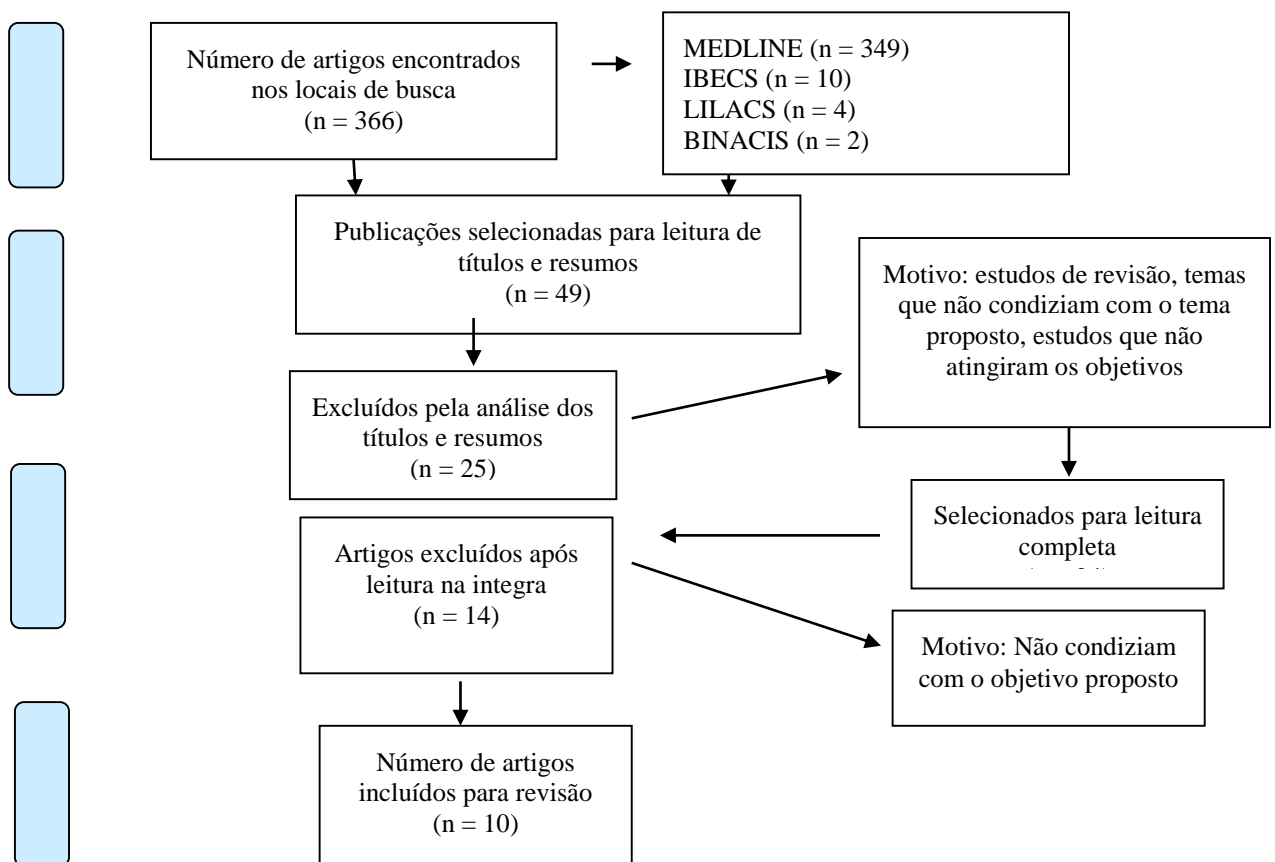 Número de artigos encontrados
nos locais de busca
(n = 366)
MEDLINE (n = 349)
IBECS (n = 10)
LILACS (n = 4)
BINACIS (n = 2)
Publicações selecionadas para leitura de
títulos e resumos
(n = 49)
Motivo: estudos de revisão, temas
que não condiziam com o tema
proposto, estudos que não
atingiram os objetivos
Excluídos pela análise dos
títulos e resumos
(n = 25)
Selecionados para leitura
completa
Artigos excluídos após
leitura na integra
(n = 14)
Motivo: Não condiziam
com o objetivo proposto
Número de artigos
incluídos para revisão
(n = 10)